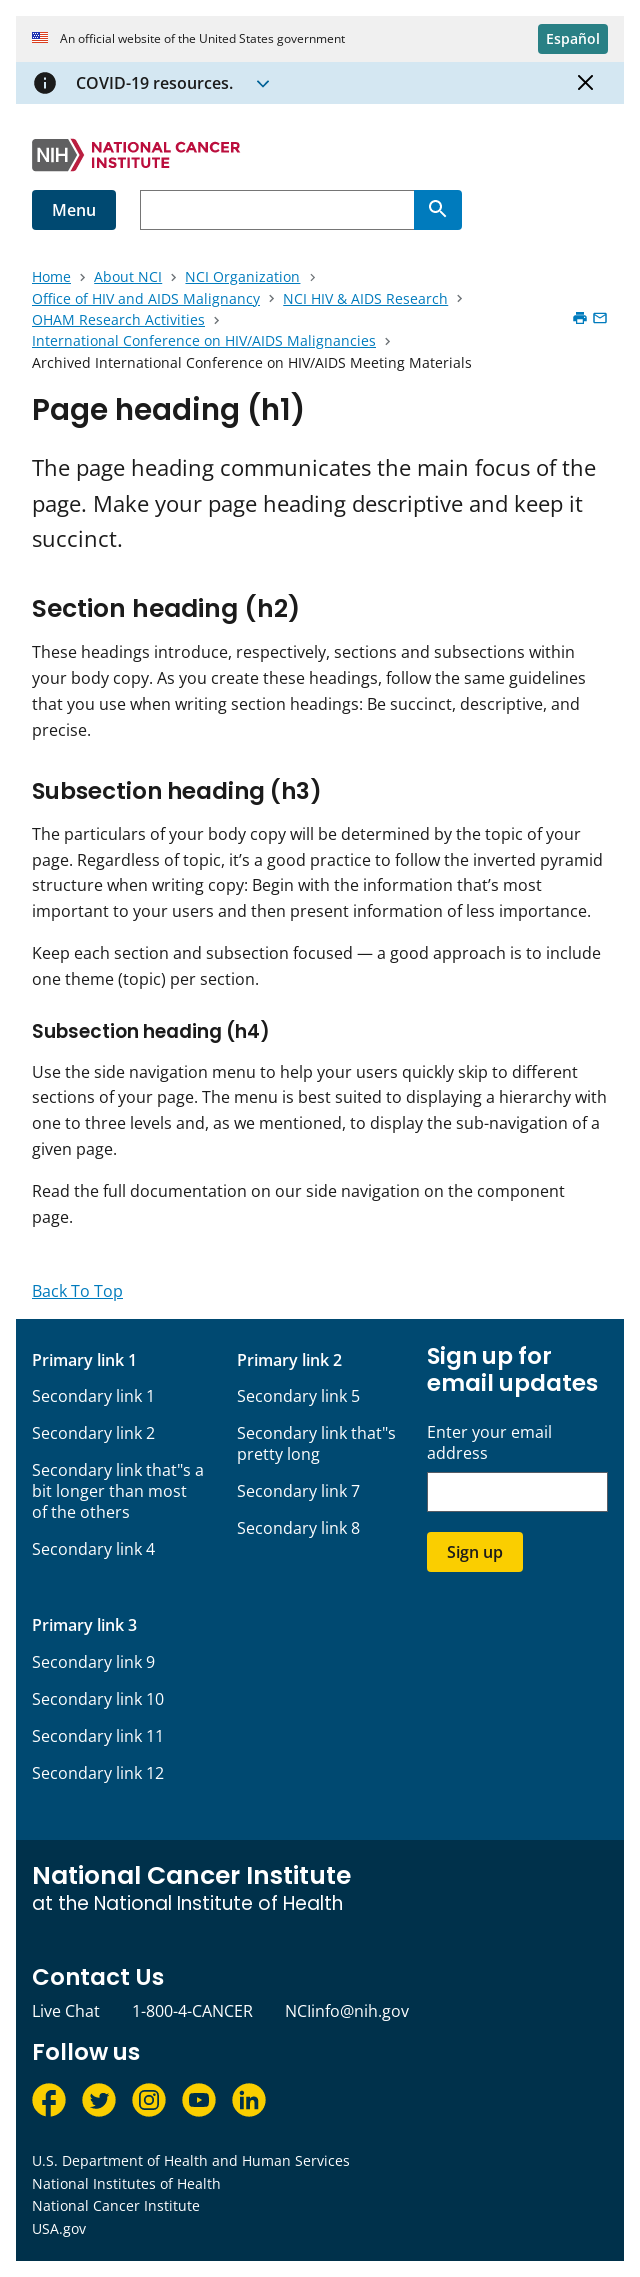 An official website of the United States government
Español
COVID-19 resources.
NIH NATIONAL CANCER
INSTITUTE
Menu
Home > About NCI > NCI Organization >
Office of HIV and AIDS Malignancy > NCI HIV & AIDS Research >
OHAM Research Activities >
International Conference on HIV/AIDS Malignancies >
Archived International Conference on HIV/AIDS Meeting Materials
Page heading (h1)
The page heading communicates the main focus of the
page. Make your page heading descriptive and keep it
succinct.
Section heading (h2)
These headings introduce, respectively, sections and subsections within
your body copy. As you create these headings, follow the same guidelines
that you use when writing section headings: Be succinct, descriptive, and
precise.
Subsection heading (h3)
The particulars of your body copy will be determined by the topic of your
page. Regardless of topic, it’s a good practice to follow the inverted pyramid
structure when writing copy: Begin with the information that’s most
important to your users and then present information of less importance.
Keep each section and subsection focused — a good approach is to include
one theme (topic) per section.
Subsection heading (h4)
Use the side navigation menu to help your users quickly skip to different
sections of your page. The menu is best suited to displaying a hierarchy with
one to three levels and, as we mentioned, to display the sub-navigation of a
given page.
Read the full documentation on our side navigation on the component
page.
Back To Top
Primary link 1
Secondary link 1
Secondary link 2
Secondary link that"s a
bit longer than most
of the others
Secondary link 4
Primary link 2
Secondary link 5
Secondary link that"s
pretty long
Secondary link 7
Secondary link 8
Sign up for
email updates
Enter your email
address
Sign up
Primary link 3
Secondary link 9
Secondary link 10
Secondary link 11
Secondary link 12
National Cancer Institute
at the National Institute of Health
Contact Us
Live Chat 1-800-4-CANCER NCIinfo@nih.gov
Follow us
U.S. Department of Health and Human Services
National Institutes of Health
National Cancer Institute
USA.gov